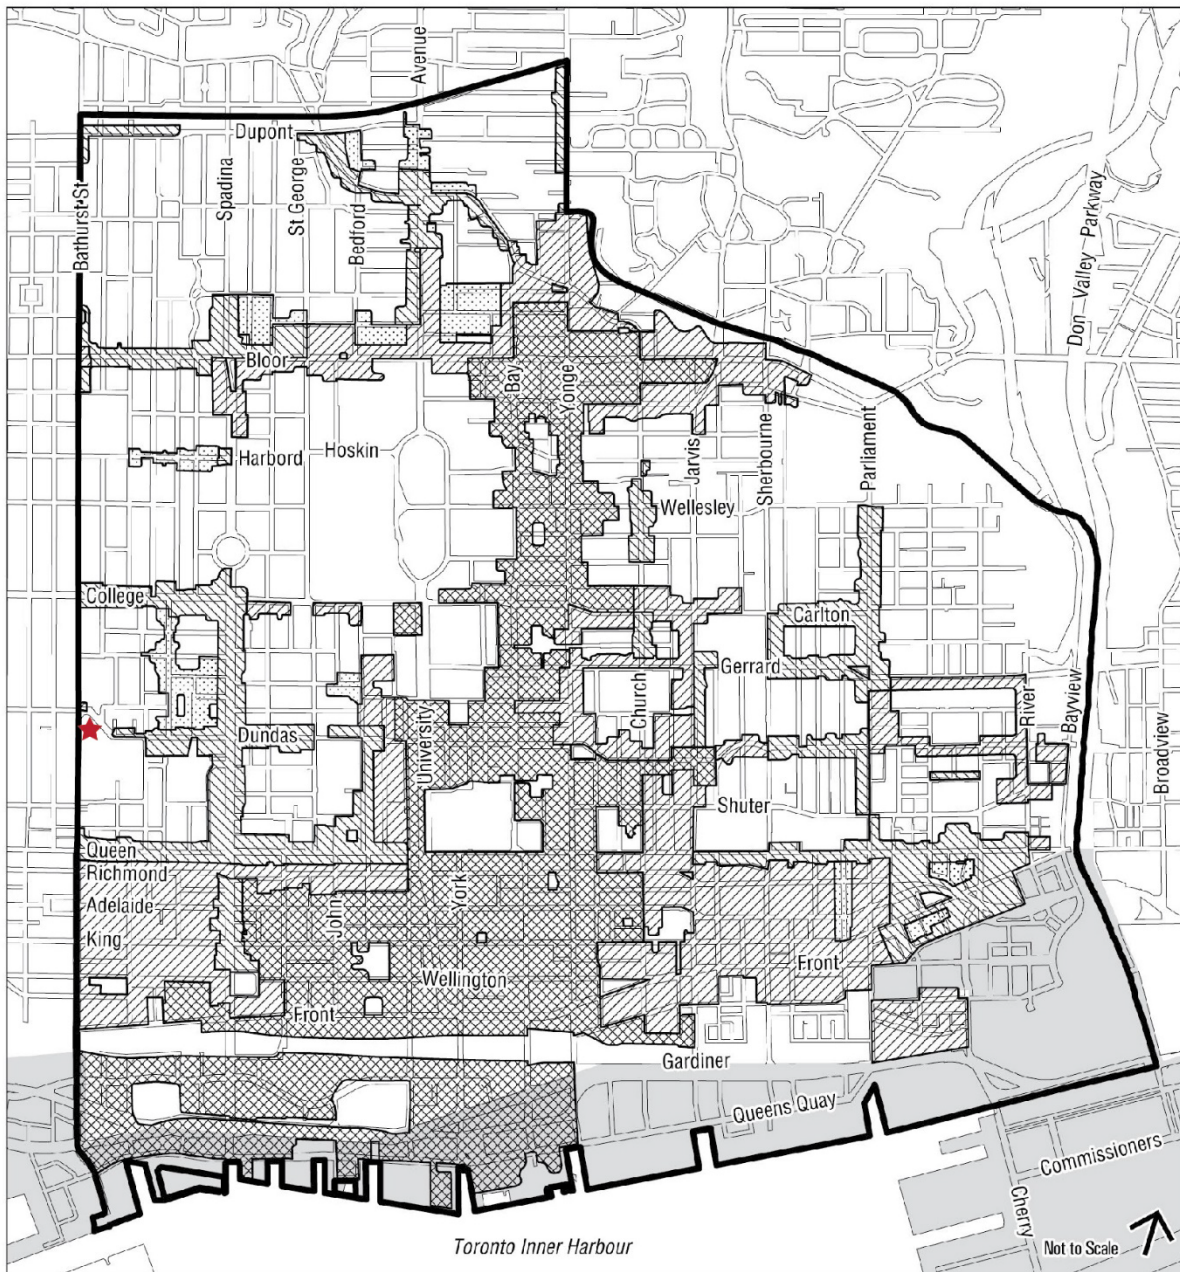 Avenue
Dupont
Bathurst St
Spadina
St George
Bedford
Don Valley Parkway
Bloor
Bay
Yonge
Harbord
Hoskin
Jarvis
Sherbourne
Parliament
Wellesley
College
Carlton
Gerrard
Church
University
Dundas
River
Bayview
Broadview
Shuter
Queen
Richmond
Adelaide
York
John
King
Front
Wellington
Front
Gardiner
Queens Quay
Commissioners
Cherry
Not to Scale
Toronto Inner Harbour